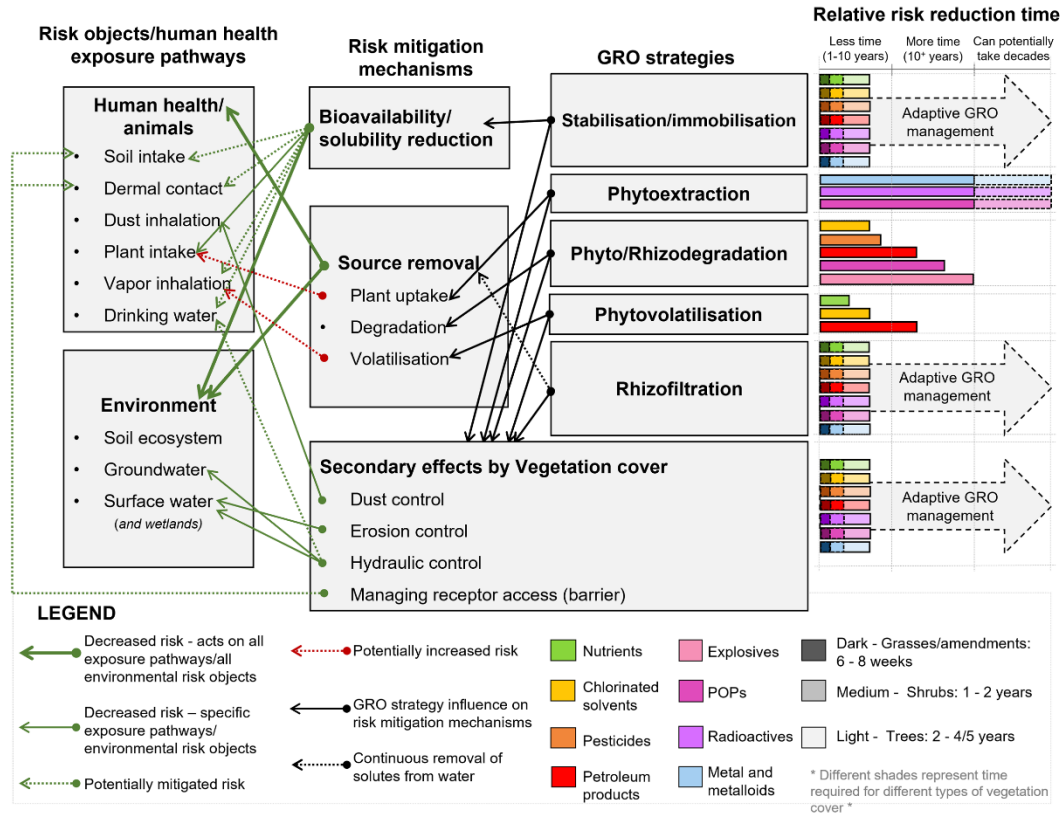 Relative risk reduction time
Less time
(1-10 years)
More time
(10⁺ years)
Can potentially
take decades
Risk objects/human health
exposure pathways
Risk mitigation
mechanisms
GRO strategies
Human health/
animals
• Soil intake
• Dermal contact
• Dust inhalation
• Plant intake
• Vapor inhalation
• Drinking water
Environment
• Soil ecosystem
• Groundwater
• Surface water
(and wetlands)
Bioavailability/
solubility reduction
Source removal
• Plant uptake
• Degradation
• Volatilisation
Secondary effects by Vegetation cover
Dust control
Erosion control
Hydraulic control
Managing receptor access (barrier)
Stabilisation/immobilisation
Phytoextraction
Phyto/Rhizodegradation
Phytovolatilisation
Rhizofiltration
Adaptive GRO
management
Adaptive GRO
management
Adaptive GRO
management
LEGEND
Decreased risk - acts on all
exposure pathways/all
environmental risk objects
Decreased risk – specific
exposure pathways/
environmental risk objects
Potentially mitigated risk
Potentially increased risk
GRO strategy influence on
risk mitigation mechanisms
Continuous removal of
solutes from water
Nutrients
Chlorinated
solvents
Pesticides
Petroleum
products
Explosives
POPs
Radioactives
Metal and
metalloids
Dark - Grasses/amendments:
6 - 8 weeks
Medium - Shrubs: 1 - 2 years
Light - Trees: 2 - 4/5 years
* Different shades represent time
required for different types of vegetation
cover *